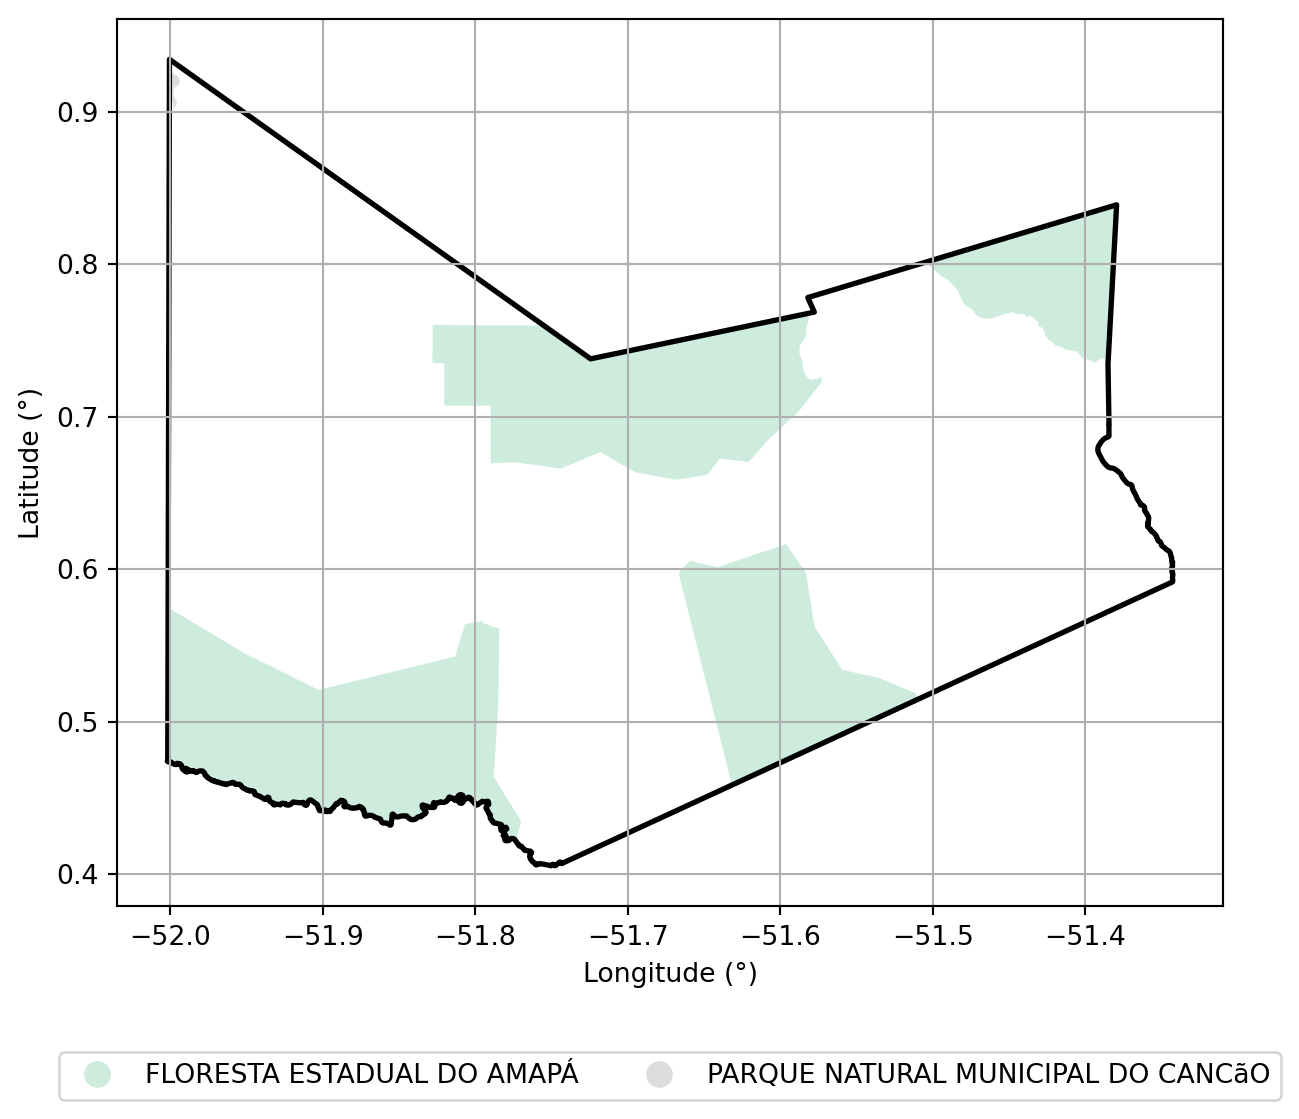 0.9
0.8
0.7
0.6
0.5
0.4
Latitude (°)
−52.0 −51.9 −51.8 −51.7 −51.6 −51.5 −51.4
Longitude (°)
FLORESTA ESTADUAL DO AMAPÁ PARQUE NATURAL MUNICIPAL DO CANCãO